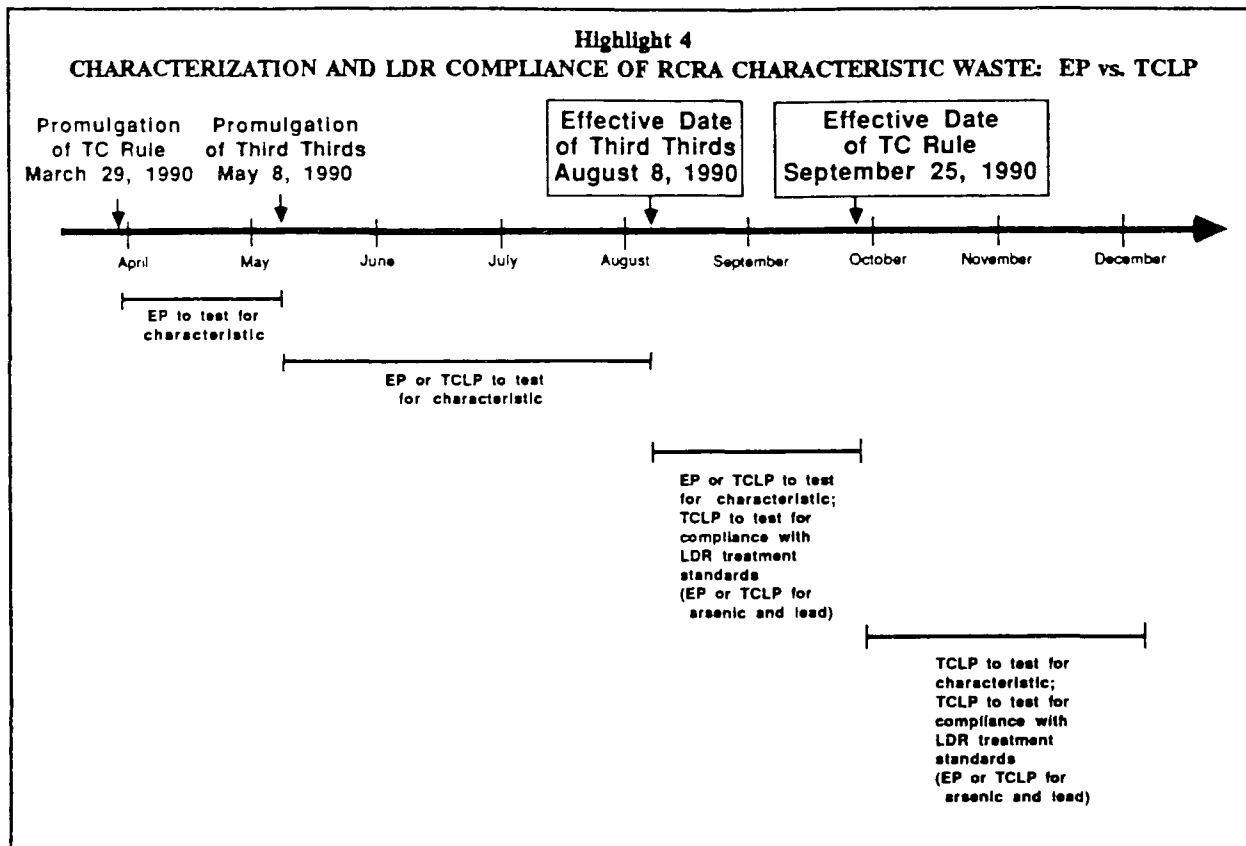 Highlight 4
CHARACTERIZATION AND LDR COMPLIANCE OF RCRA CHARACTERISTIC WASTE: EP vs. TCLP
Promulgation
of TC Rule
March 29, 1990
Promulgation
of Third Thirds
May 8, 1990
Effective Date
of Third Thirds
August 8, 1990
Effective Date
of TC Rule
September 25, 1990
April
May
June
July
August
September
October
November
December
EP to test for
characteristic
EP or TCLP to test
for characteristic
EP or TCLP to test
for characteristic;
TCLP to test for
compliance with
LDR treatment
standards
(EP or TCLP for
arsenic and lead)
TCLP to test for
characteristic;
TCLP to test for
compliance with
LDR treatment
standards
(EP or TCLP for
arsenic and lead)